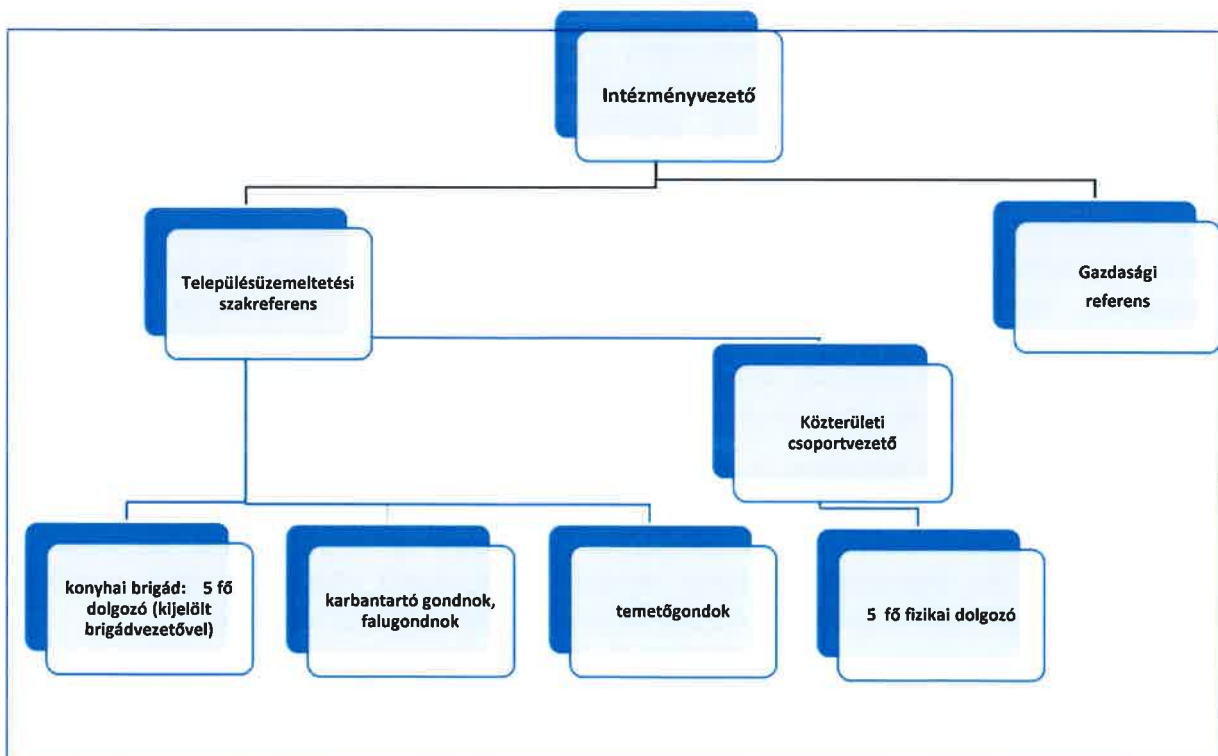 Intézményvezető
Településüzemeltetési
szakreferens
Gazdasági
referens
Közterületi
csoportvezető
konyhai brigád: 5 fő
dolgozó (kijelölt
brigádvezetővel)
karbantartó gondnok,
falugondnok
temetőgondok
5 fő fizikai dolgozó